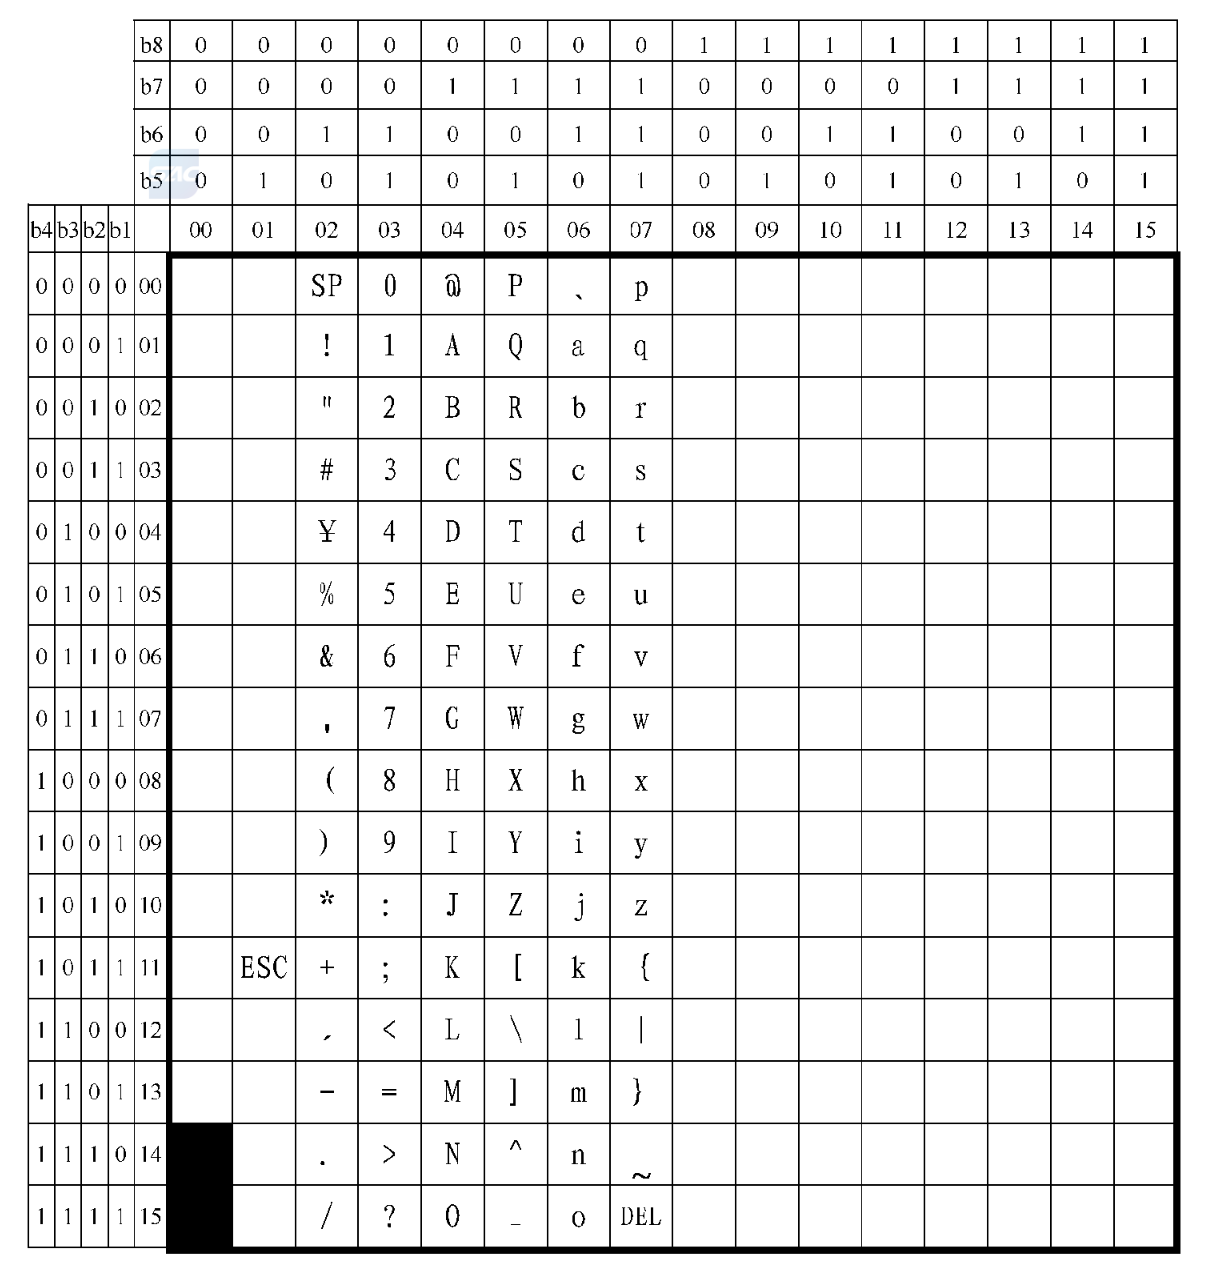 b8 0 0 0 0 0 0 0 0 1 1 1 1 1 1 1 1
b7 0 0 0 0 1 1 1 1 0 0 0 0 1 1 1 1
b6 0 0 1 1 0 0 1 1 0 0 1 1 0 0 1 1
b5 0 1 0 1 0 1 0 1 0 1 0 1 0 1 0 1
b4 b3 b2 b1 00 01 02 03 04 05 06 07 08 09 10 11 12 13 14 15
0 0 0 0 00 SP 0 @ P 、 p
0 0 0 1 01 ! 1 A Q a q
0 0 1 0 02 " 2 B R b r
0 0 1 1 03 # 3 C S c s
0 1 0 0 04 ¥ 4 D T d t
0 1 0 1 05 % 5 E U e u
0 1 1 0 06 & 6 F V f v
0 1 1 1 07 ' 7 G W g w
1 0 0 0 08 ( 8 H X h x
1 0 0 1 09 ) 9 I Y i y
1 0 1 0 10 * : J Z j z
1 0 1 1 11 ESC + ; K [ k {
1 1 0 0 12 , < L \ l |
1 1 0 1 13 − = M ] m }
1 1 1 0 14 . > N ^ n ~
1 1 1 1 15 / ? O _ o DEL